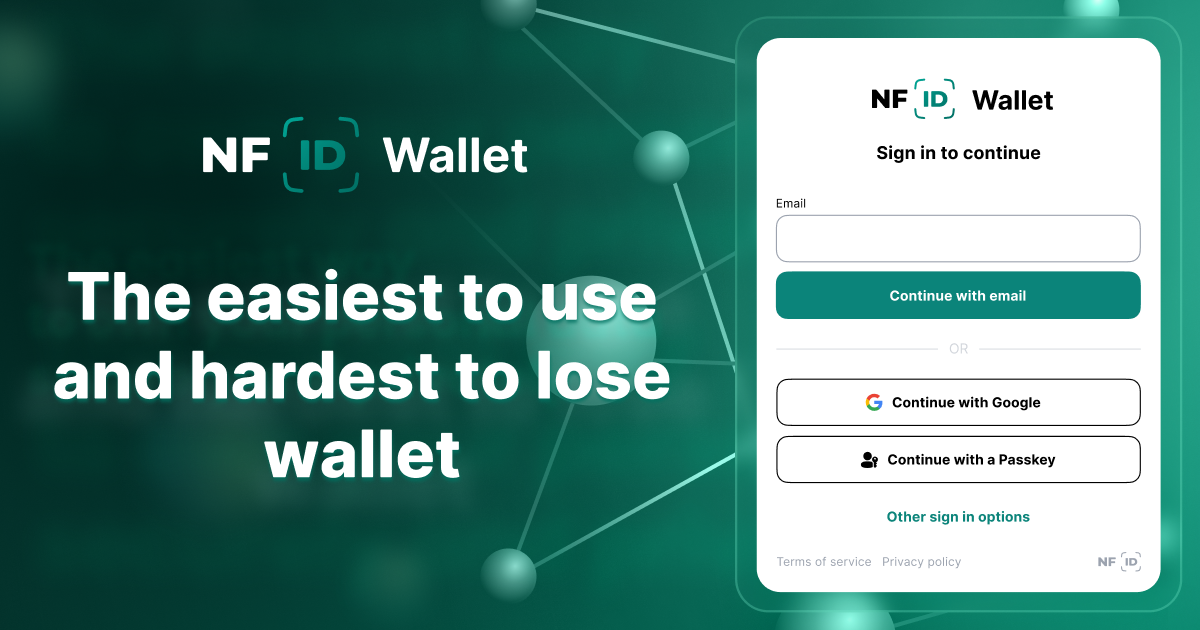 NF ID Wallet
The easiest to use
and hardest to lose
wallet
NF ID Wallet
Sign in to continue
Email
Continue with email
OR
Continue with Google
Continue with a Passkey
Other sign in options
Terms of service Privacy policy NF ID